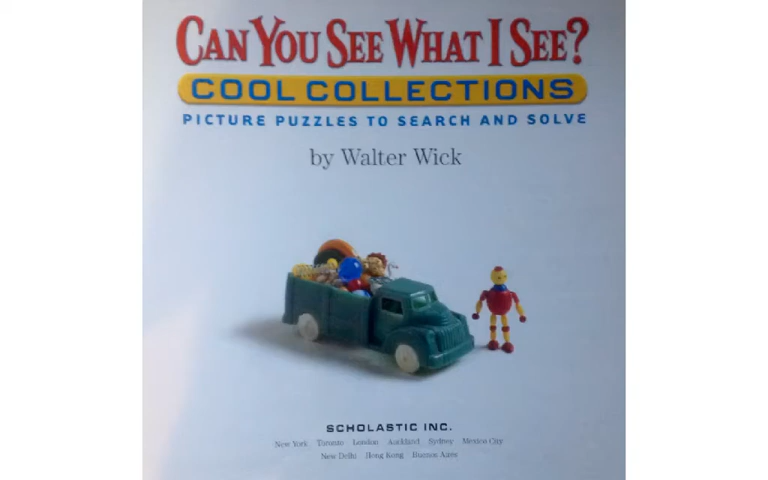 CAN YOU SEE WHAT I SEE?
COOL COLLECTIONS
PICTURE PUZZLES TO SEARCH AND SOLVE
by Walter Wick
SCHOLASTIC INC.
New York Toronto London Auckland Sydney Mexico City
New Delhi Hong Kong Buenos Aires